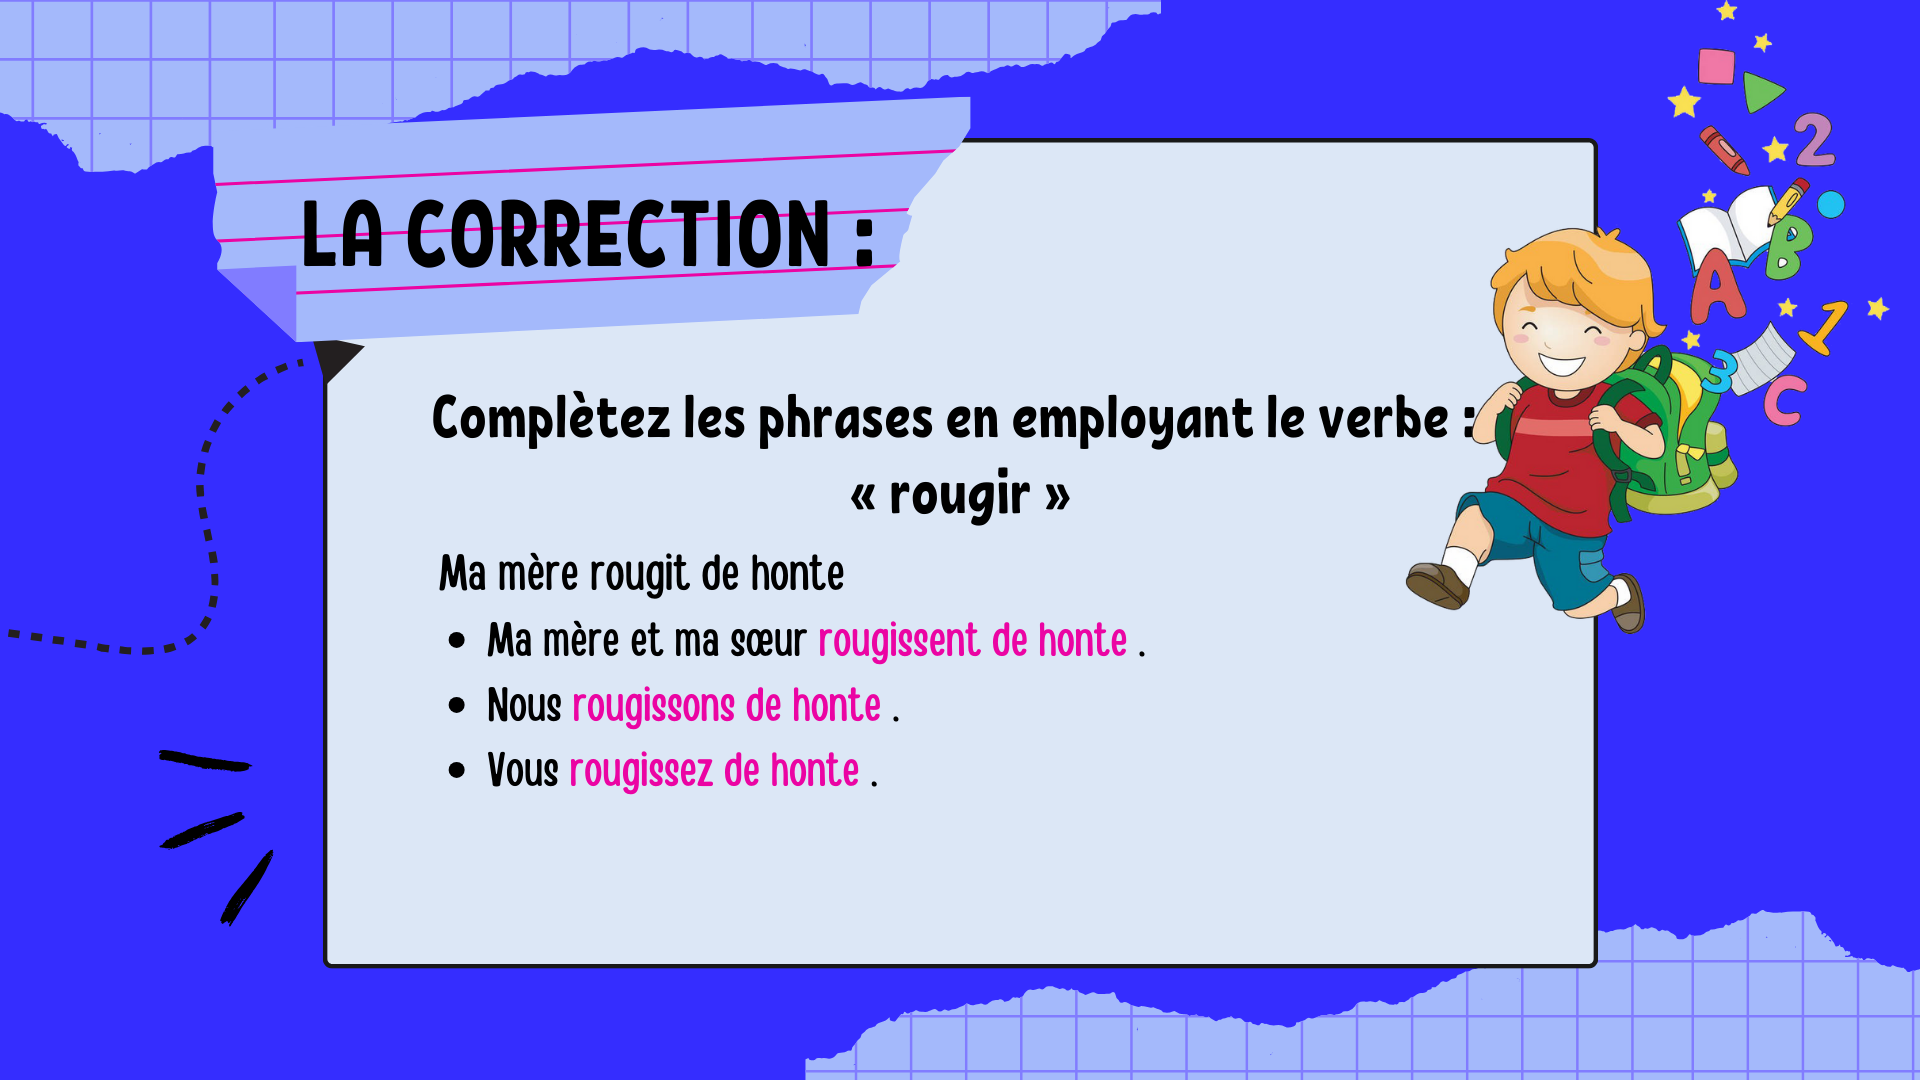 LA CORRECTION :
Complètez les phrases en employant le verbe :
« rougir »
Ma mère rougit de honte
• Ma mère et ma sœur rougissent de honte .
• Nous rougissons de honte .
• Vous rougissez de honte .
2
B
A
1
3
C